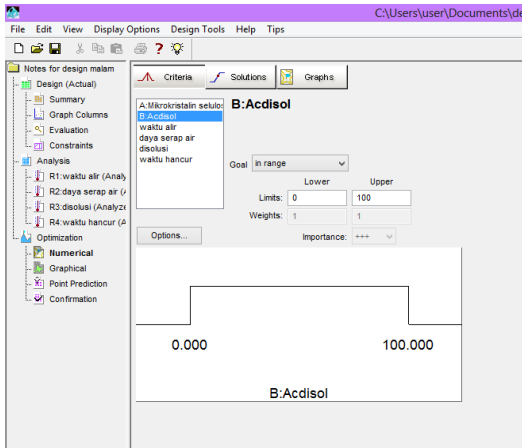 C:\Users\user\Documents\de
File Edit View Display Options Design Tools Help Tips
Notes for design malam
Design (Actual)
Summary
Graph Columns
Evaluation
Constraints
Analysis
R1:waktu alir (Analy
R2:daya serap air (A
R3:disolusi (Analyze
R4:waktu hancur (A
Optimization
Numerical
Graphical
Point Prediction
Confirmation
Criteria Solutions Graphs
A:Mikrokristalin selulos
B:Acdisol
waktu alir
daya serap air
disolusi
waktu hancur
B:Acdisol
Goal in range
Lower Upper
Limits: 0 100
Weights: 1 1
Options... Importance: +++
0.000 100.000
B:Acdisol